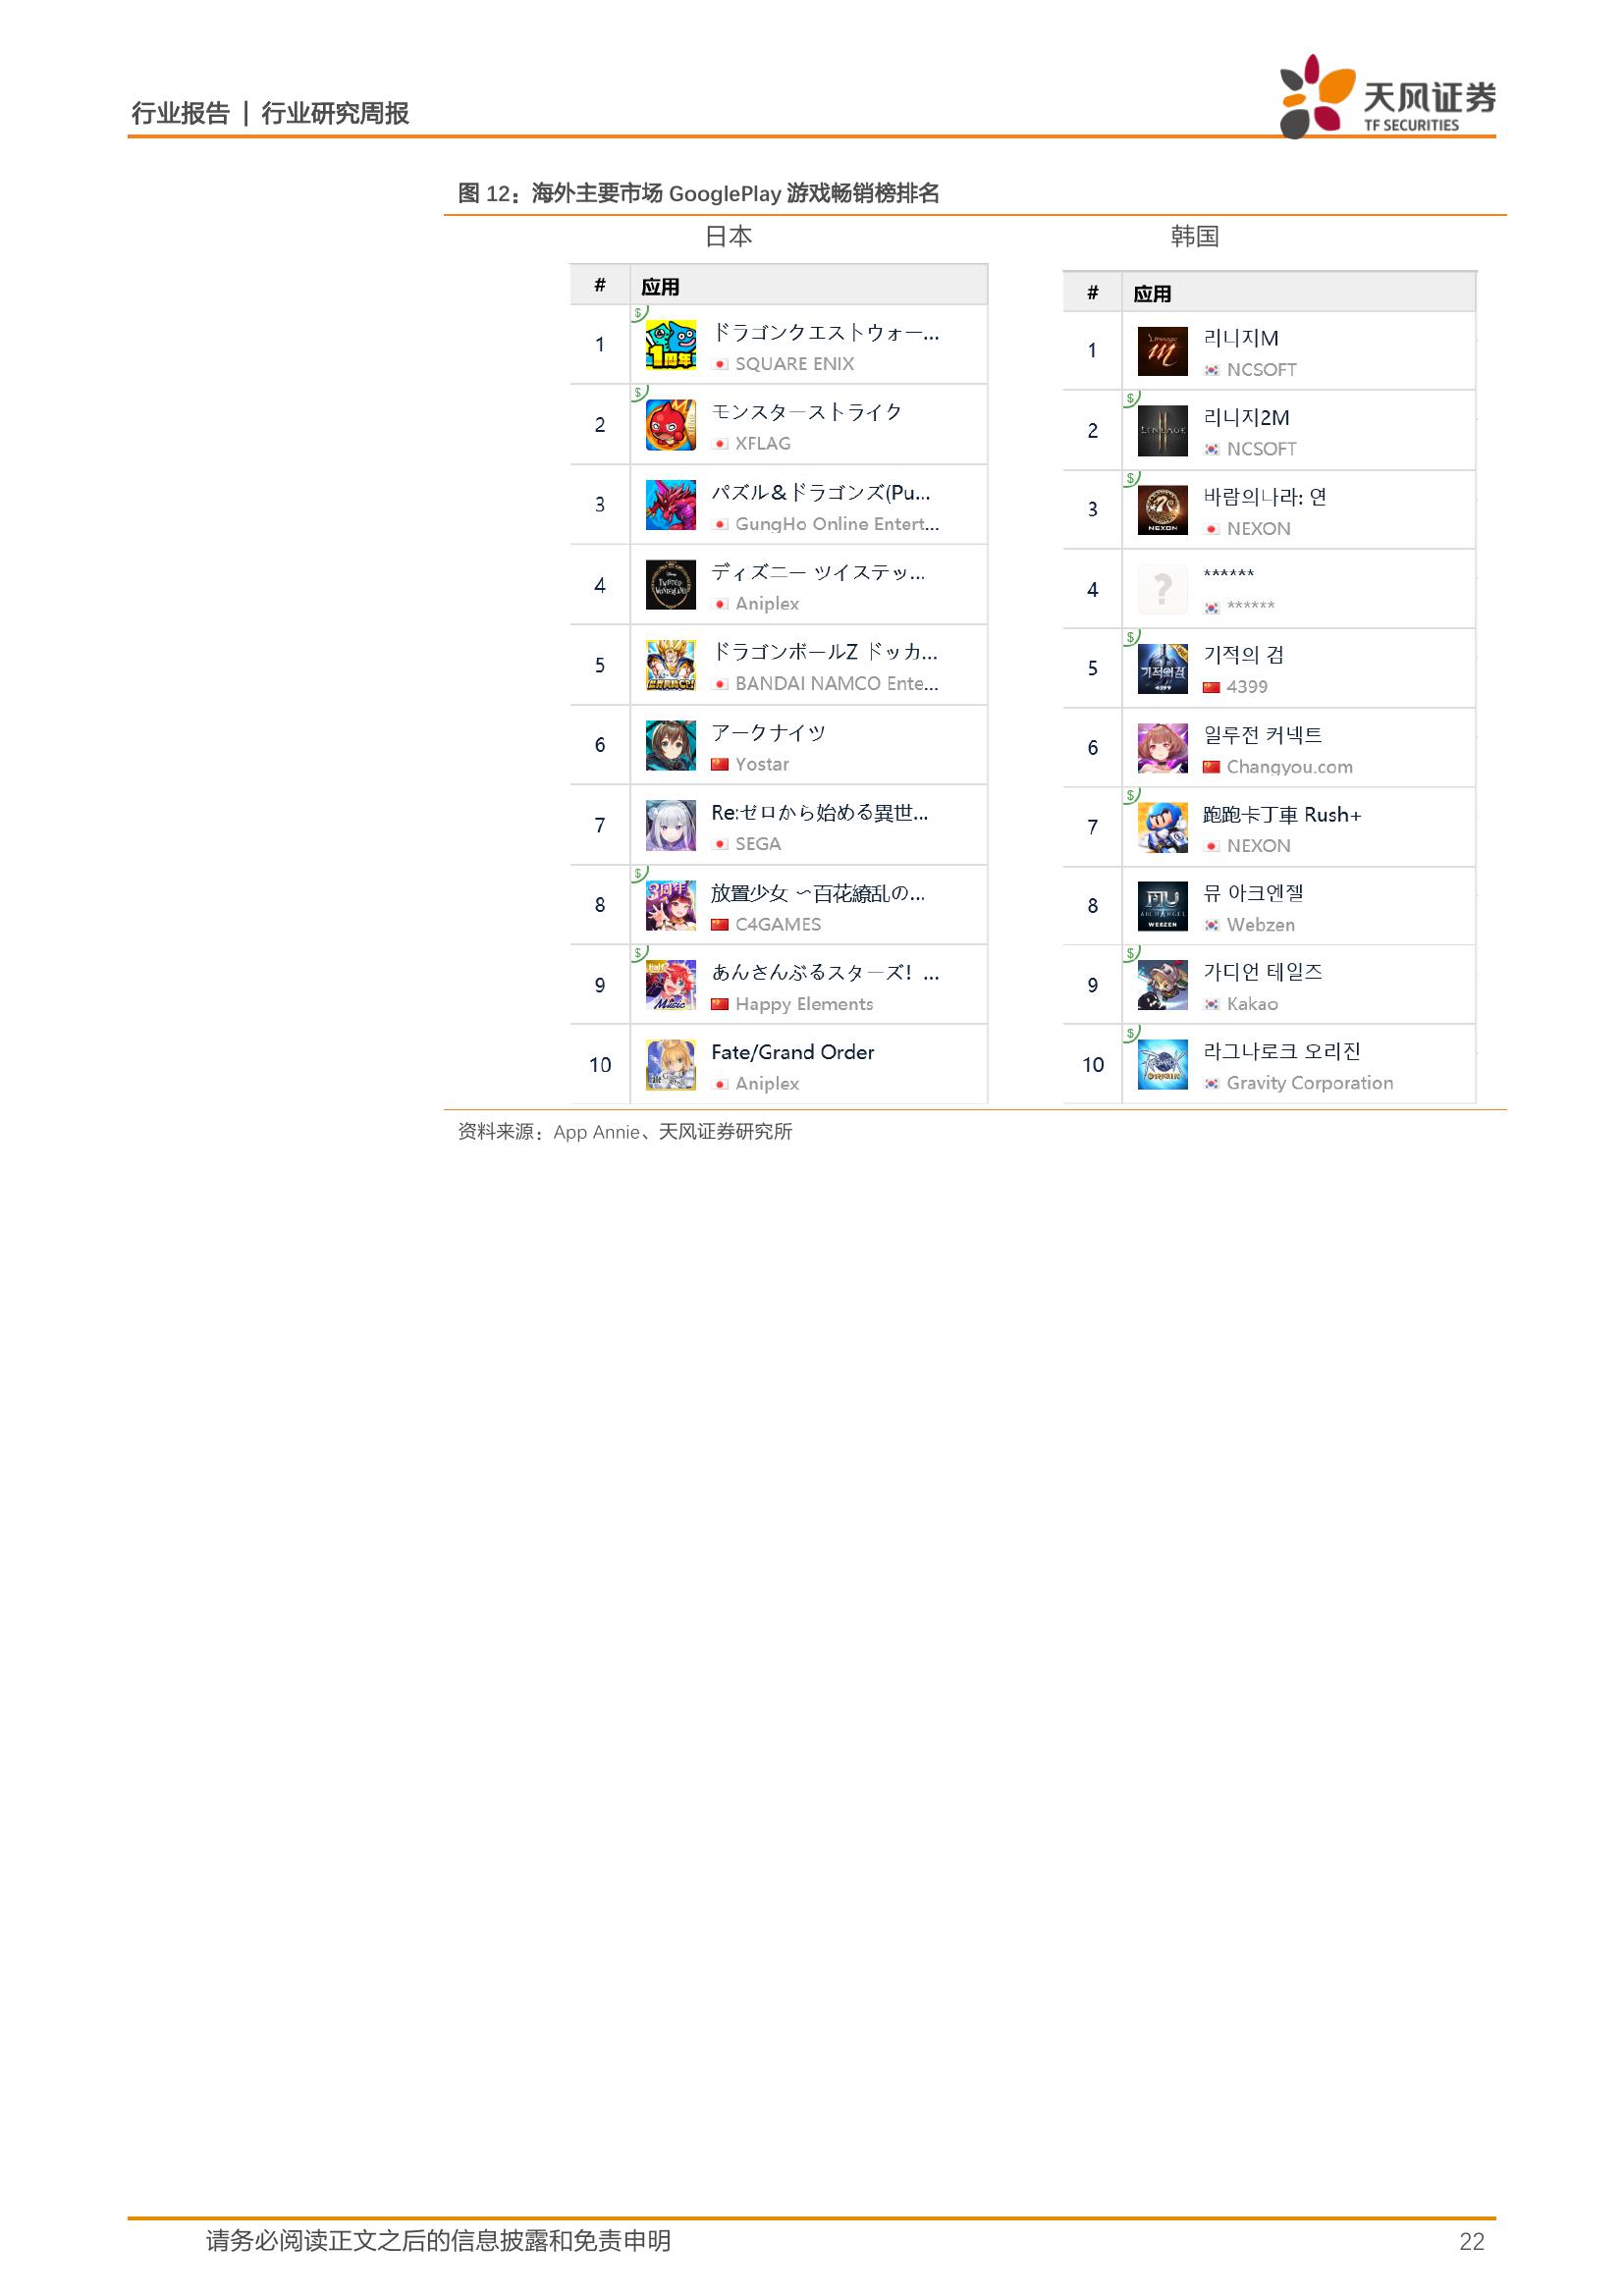 行业报告 | 行业研究周报
天风证券
TF SECURITIES
图 12：海外主要市场 GooglePlay 游戏畅销榜排名
日本
# 应用
1 ドラゴンクエストウォー...
SQUARE ENIX
2 モンスターストライク
XFLAG
3 パズル＆ドラゴンズ(Pu...
GungHo Online Entert...
4 ディズニー ツイステッ...
Aniplex
5 ドラゴンボールZ ドッカ...
BANDAI NAMCO Ente...
6 アークナイツ
Yostar
7 Re:ゼロから始める異世...
SEGA
8 放置少女 〜百花繚乱の...
C4GAMES
9 あんさんぶるスターズ！...
Happy Elements
10 Fate/Grand Order
Aniplex
韩国
# 应用
1 리니지M
NCSOFT
2 리니지2M
NCSOFT
3 바람의나라: 연
NEXON
4 ******
******
5 기적의 검
4399
6 일루전 커넥트
Changyou.com
7 跑跑卡丁車 Rush+
NEXON
8 뮤 아크엔젤
Webzen
9 가디언 테일즈
Kakao
10 라그나로크 오리진
Gravity Corporation
资料来源：App Annie、天风证券研究所
请务必阅读正文之后的信息披露和免责申明
22